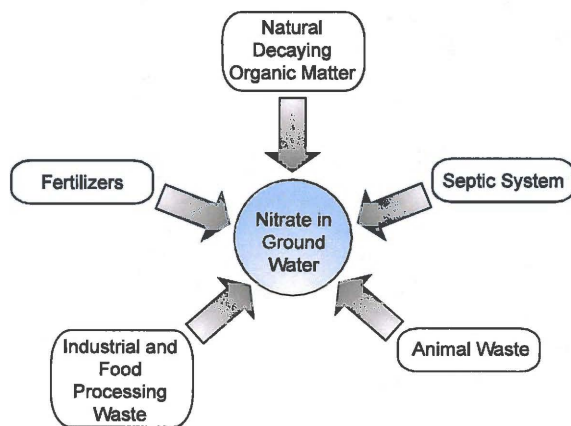 Natural
Decaying
Organic Matter
Fertilizers
Septic System
Nitrate in
Ground
Water
Industrial and
Food
Processing
Waste
Animal Waste